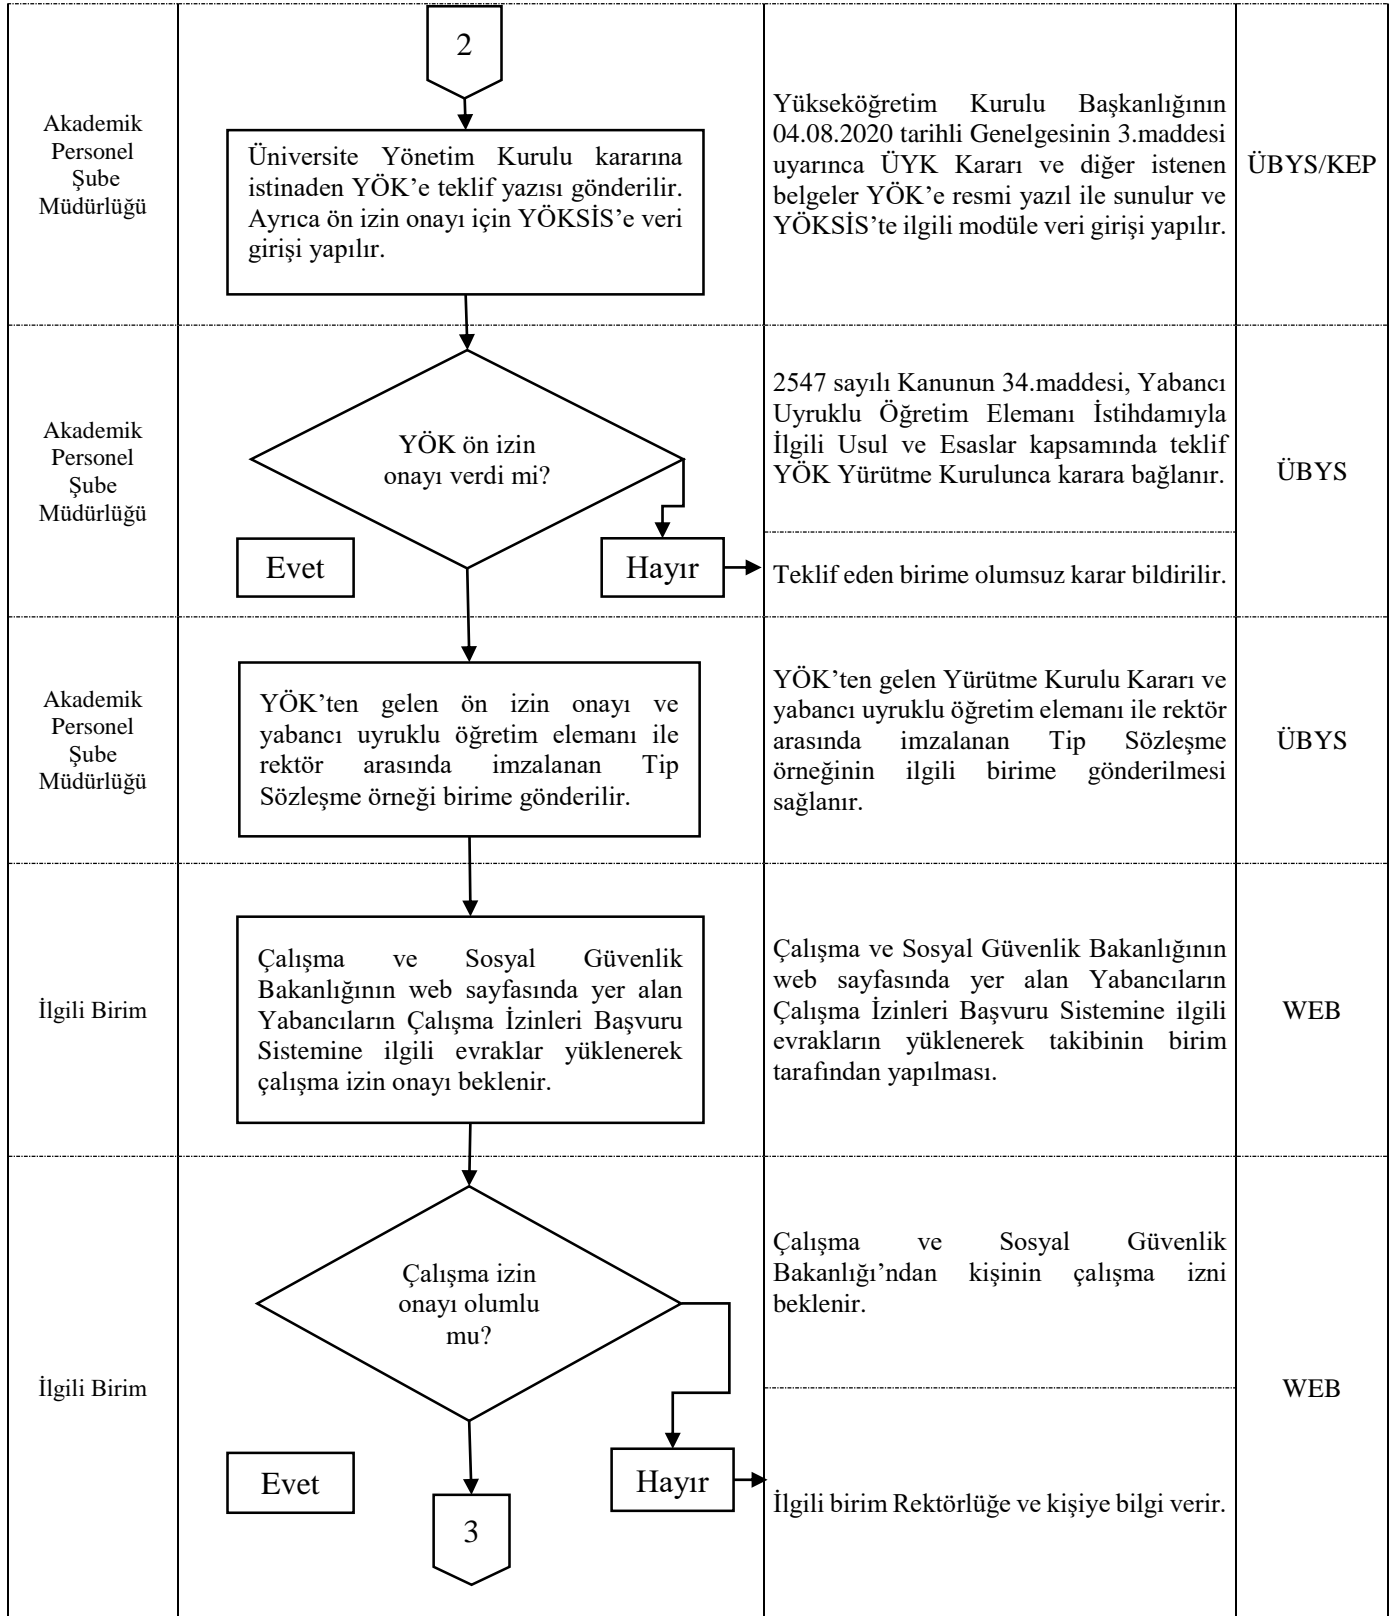 2
Akademik
Personel
Şube
Müdürlüğü
Üniversite Yönetim Kurulu kararına
istinaden YÖK’e teklif yazısı gönderilir.
Ayrıca ön izin onayı için YÖKSİS’e veri
girişi yapılır.
Yükseköğretim Kurulu Başkanlığının
04.08.2020 tarihli Genelgesinin 3.maddesi
uyarınca ÜYK Kararı ve diğer istenen
belgeler YÖK’e resmi yazıl ile sunulur ve
YÖKSİS’te ilgili modüle veri girişi yapılır.
ÜBYS/KEP
Akademik
Personel
Şube
Müdürlüğü
YÖK ön izin
onayı verdi mi?
Evet
Hayır
2547 sayılı Kanunun 34.maddesi, Yabancı
Uyruklu Öğretim Elemanı İstihdamıyla
İlgili Usul ve Esaslar kapsamında teklif
YÖK Yürütme Kurulunca karara bağlanır.
Teklif eden birime olumsuz karar bildirilir.
ÜBYS
Akademik
Personel
Şube
Müdürlüğü
YÖK’ten gelen ön izin onayı ve
yabancı uyruklu öğretim elemanı ile
rektör arasında imzalanan Tip
Sözleşme örneği birime gönderilir.
YÖK’ten gelen Yürütme Kurulu Kararı ve
yabancı uyruklu öğretim elemanı ile rektör
arasında imzalanan Tip Sözleşme
örneğinin ilgili birime gönderilmesi
sağlanır.
ÜBYS
İlgili Birim
Çalışma ve Sosyal Güvenlik
Bakanlığının web sayfasında yer alan
Yabancıların Çalışma İzinleri Başvuru
Sistemine ilgili evraklar yüklenerek
çalışma izin onayı beklenir.
Çalışma ve Sosyal Güvenlik Bakanlığının
web sayfasında yer alan Yabancıların
Çalışma İzinleri Başvuru Sistemine ilgili
evrakların yüklenerek takibinin birim
tarafından yapılması.
WEB
İlgili Birim
Çalışma izin
onayı olumlu
mu?
Evet
Hayır
3
Çalışma ve Sosyal Güvenlik
Bakanlığı’ndan kişinin çalışma izni
beklenir.
İlgili birim Rektörlüğe ve kişiye bilgi verir.
WEB